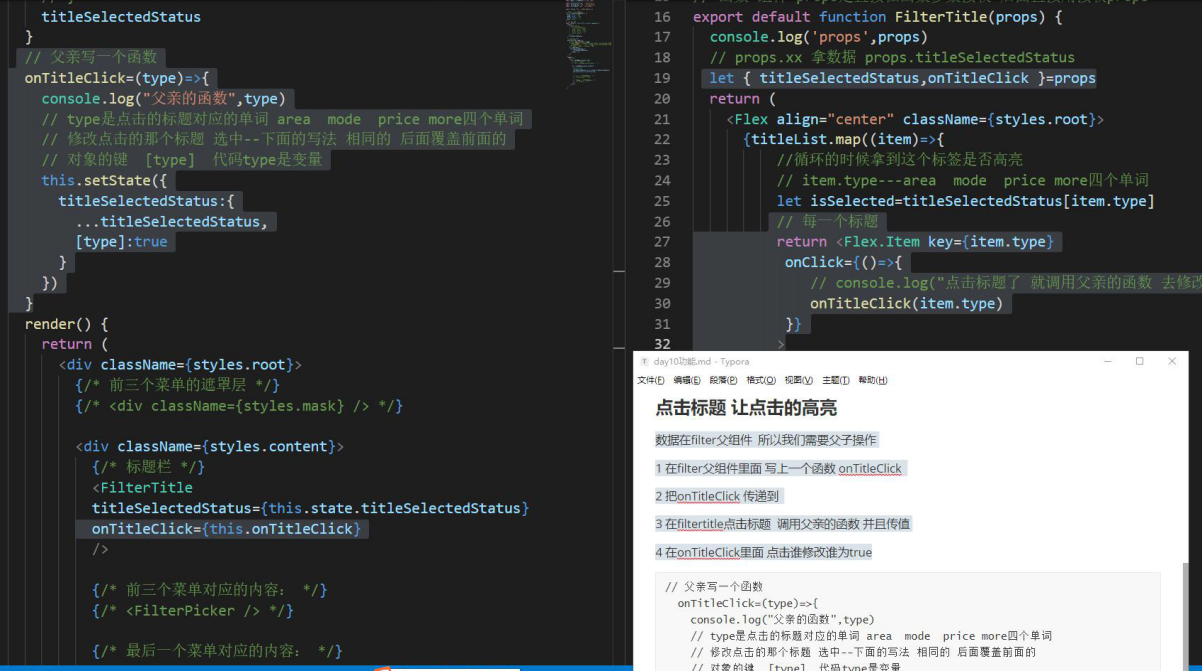 titleSelectedStatus
}
// 父亲写一个函数
onTitleClick=(type)=>{
console.log("父亲的函数",type)
// type是点击的标题对应的单词 area  mode  price more四个单词
// 修改点击的那个标题 选中--下面的写法 相同的 后面覆盖前面的
// 对象的键  [type]  代码type是变量
this.setState({
titleSelectedStatus:{
...titleSelectedStatus,
[type]:true
}
})
}
render() {
return (
<div className={styles.root}>
{/* 前三个菜单的遮罩层 */}
{/* <div className={styles.mask} /> */}
<div className={styles.content}>
{/* 标题栏 */}
<FilterTitle
titleSelectedStatus={this.state.titleSelectedStatus}
onTitleClick={this.onTitleClick}
/>
{/* 前三个菜单对应的内容： */}
{/* <FilterPicker /> */}
{/* 最后一个菜单对应的内容： */}
16 export default function FilterTitle(props) {
17 console.log('props',props)
18 // props.xx 拿数据 props.titleSelectedStatus
19 let { titleSelectedStatus,onTitleClick }=props
20 return (
21 <Flex align="center" className={styles.root}>
22 {titleList.map((item)=>{
23 //循环的时候拿到这个标签是否高亮
24 // item.type---area  mode  price more四个单词
25 let isSelected=titleSelectedStatus[item.type]
26 // 每一个标题
27 return <Flex.Item key={item.type}
28 onClick={()=>{
29 // console.log("点击标题了 就调用父亲的函数 去修改
30 onTitleClick(item.type)
31 }}
32 >
day10功能.md - Typora
文件(F) 编辑(E) 段落(P) 格式(O) 视图(V) 主题(T) 帮助(H)
点击标题 让点击的高亮
数据在filter父组件  所以我们需要父子操作
1 在filter父组件里面 写上一个函数 onTitleClick
2 把onTitleClick 传递到
3 在filtertitle点击标题  调用父亲的函数 并且传值
4 在onTitleClick里面 点击谁修改谁为true
// 父亲写一个函数
onTitleClick=(type)=>{
console.log("父亲的函数",type)
// type是点击的标题对应的单词 area  mode  price more四个单词
// 修改点击的那个标题 选中--下面的写法 相同的 后面覆盖前面的
// 对象的键  [type]  代码type是变量